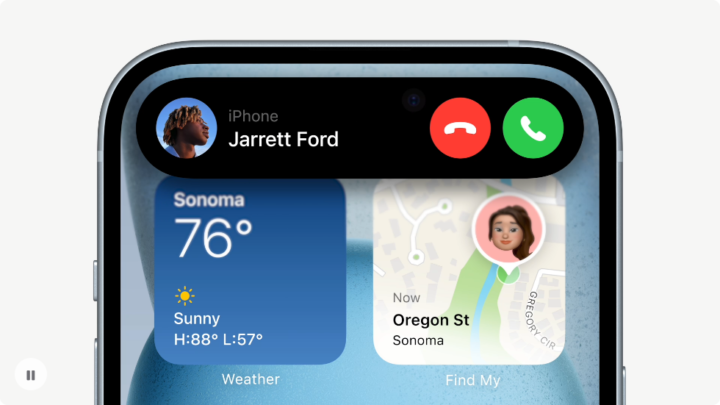 iPhone
Jarrett Ford
Sonoma
76°
Sunny
H:88° L:57°
Weather
Now
Oregon St
Sonoma
GREGORY CIR
Find My